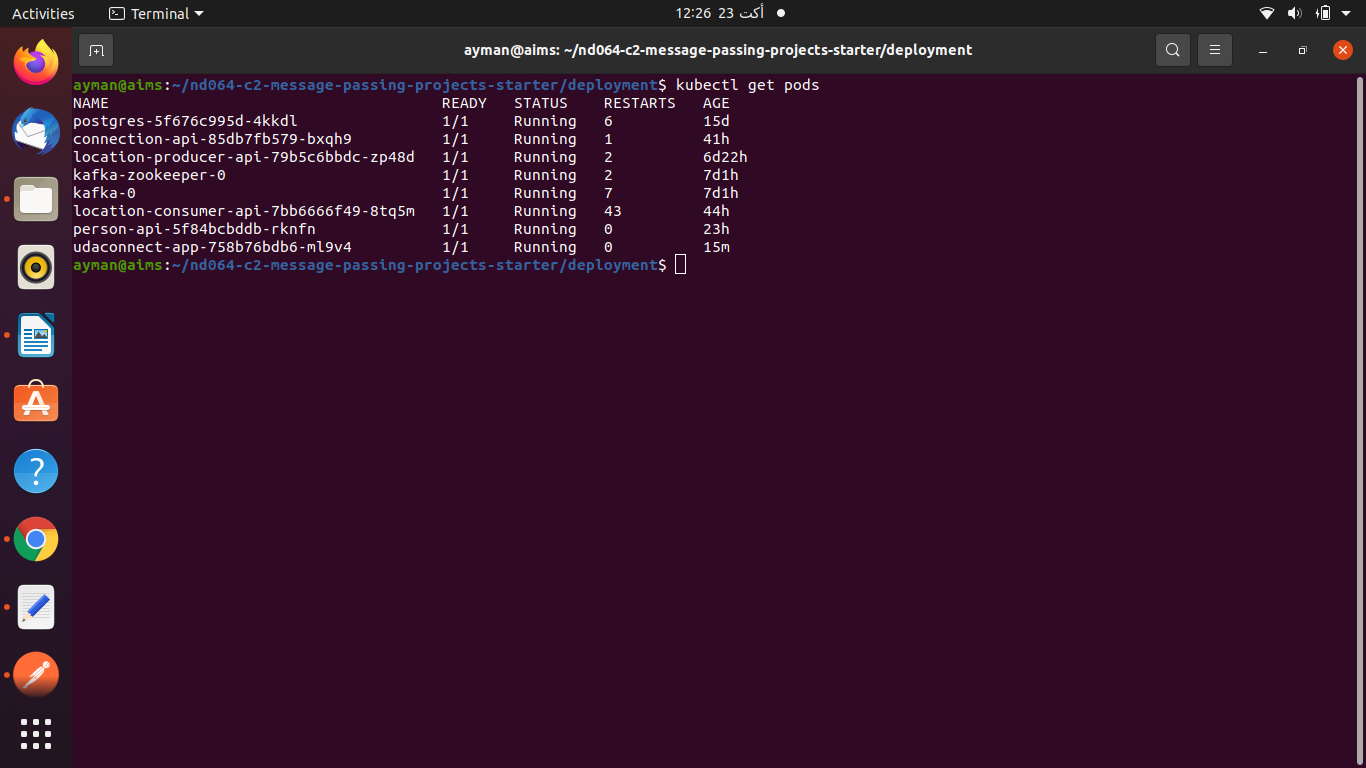 Activities Terminal 12:26 23 أكت
ayman@aims: ~/nd064-c2-message-passing-projects-starter/deployment
ayman@aims:~/nd064-c2-message-passing-projects-starter/deployment$ kubectl get pods
NAME READY STATUS RESTARTS AGE
postgres-5f676c995d-4kkdl 1/1 Running 6 15d
connection-api-85db7fb579-bxqh9 1/1 Running 1 41h
location-producer-api-79b5c6bbdc-zp48d 1/1 Running 2 6d22h
kafka-zookeeper-0 1/1 Running 2 7d1h
kafka-0 1/1 Running 7 7d1h
location-consumer-api-7bb6666f49-8tq5m 1/1 Running 43 44h
person-api-5f84bcbddb-rknfn 1/1 Running 0 23h
udaconnect-app-758b76bdb6-ml9v4 1/1 Running 0 15m
ayman@aims:~/nd064-c2-message-passing-projects-starter/deployment$